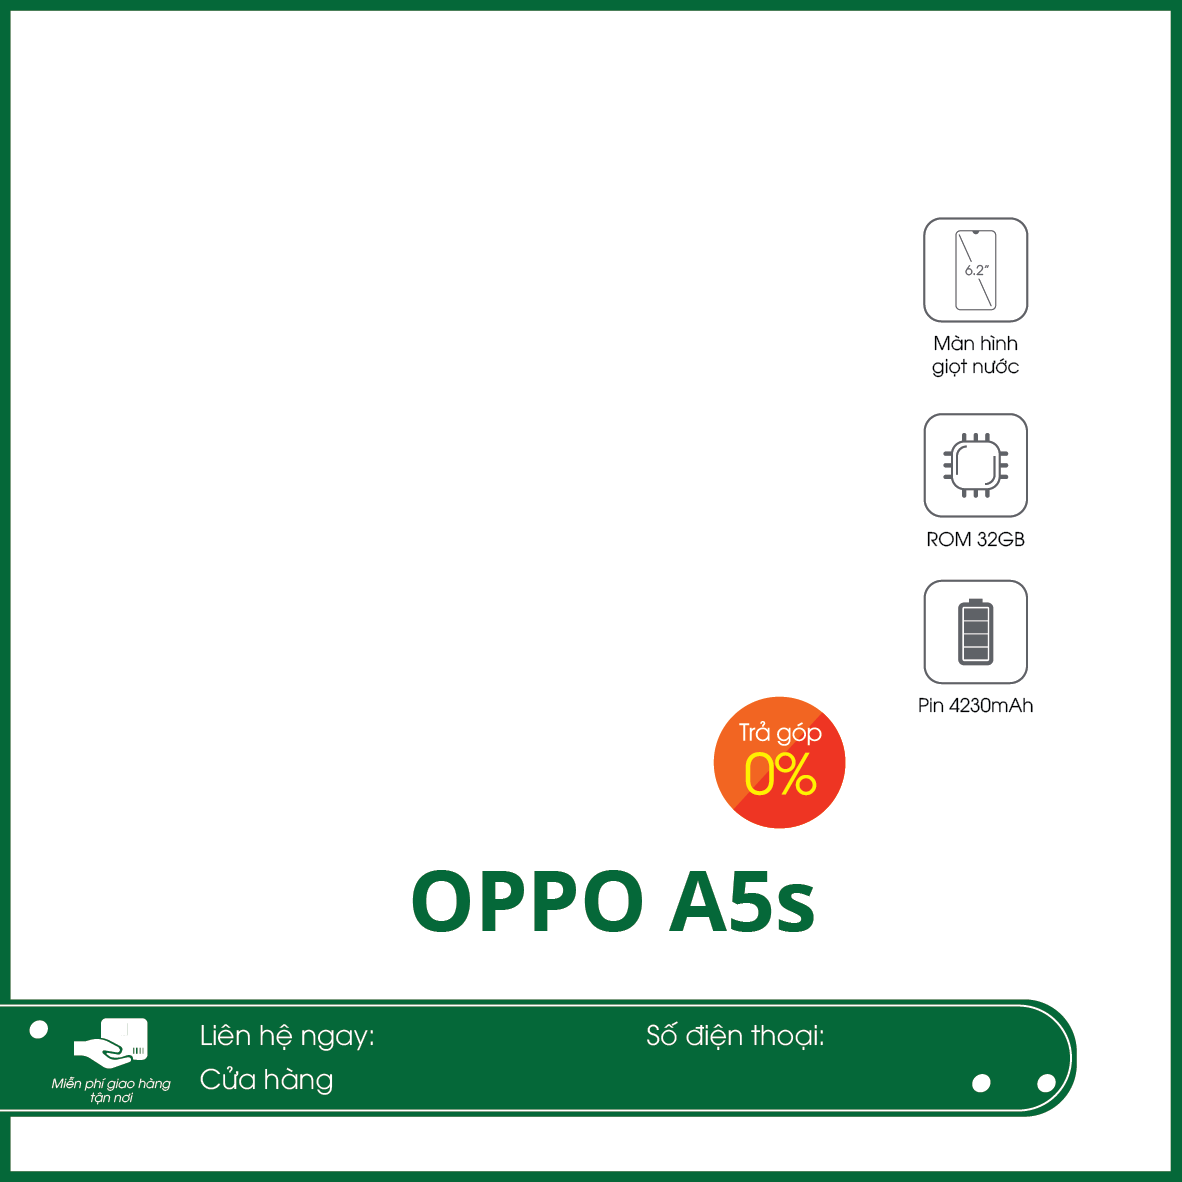 6.2"
Màn hình
giọt nước
ROM 32GB
Pin 4230mAh
Trả góp
0%
OPPO A5s
Liên hệ ngay:
Số điện thoại:
Cửa hàng
Miễn phí giao hàng
tận nơi